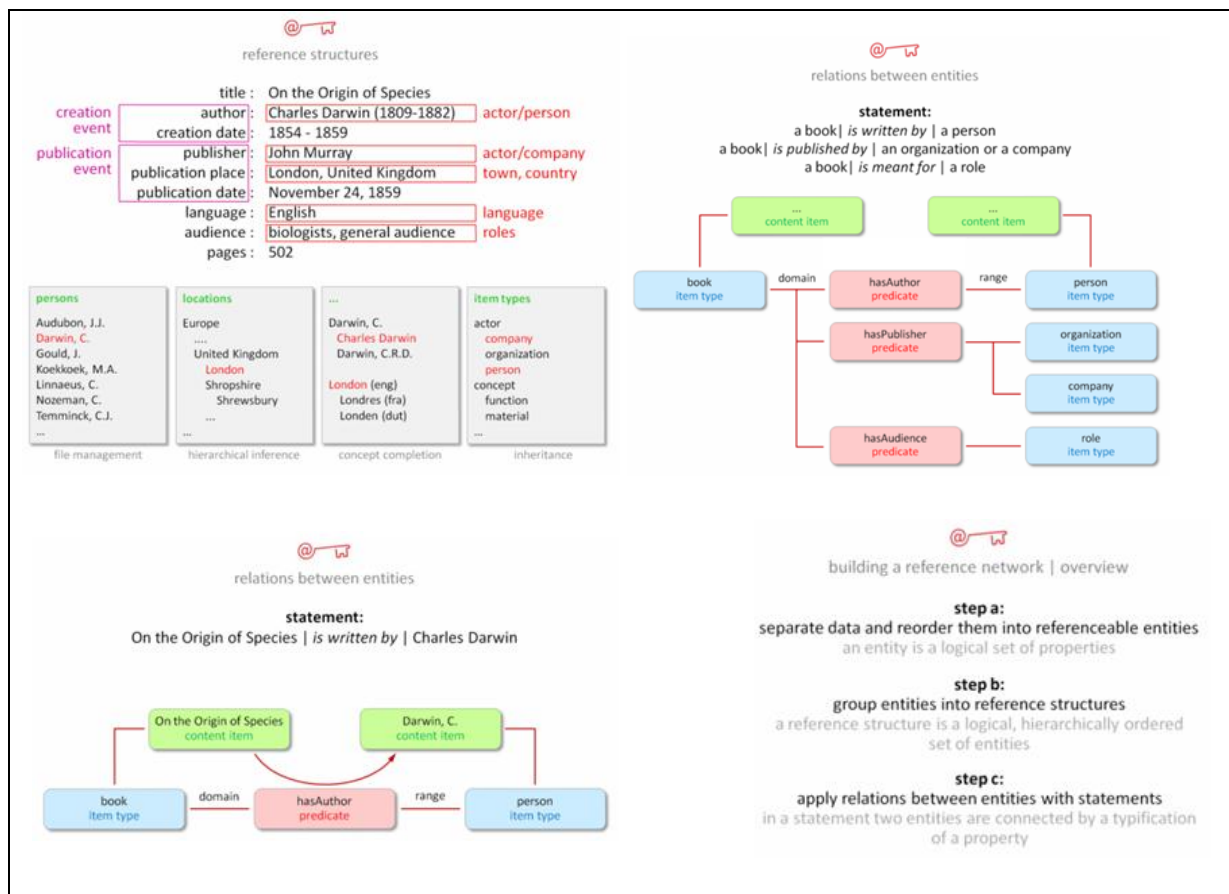 reference structures
title : On the Origin of Species
creation event
author : Charles Darwin (1809-1882) actor/person
creation date : 1854 - 1859
publication event
publisher : John Murray actor/company
publication place : London, United Kingdom town, country
publication date : November 24, 1859
language : English language
audience : biologists, general audience roles
pages : 502
persons
Audubon, J.J.
Darwin, C.
Gould, J.
Koekkoek, M.A.
Linnaeus, C.
Nozeman, C.
Temminck, C.J.
...
file management
locations
Europe
....
United Kingdom
London
Shropshire
Shrewsbury
...
hierarchical inference
...
Darwin, C.
Charles Darwin
Darwin, C.R.D.
London (eng)
Londres (fra)
Londen (dut)
concept completion
item types
actor
company
organization
person
concept
function
material
...
inheritance
relations between entities
statement:
a book| is written by | a person
a book| is published by | an organization or a company
a book| is meant for | a role
...
content item
...
content item
book
item type
domain
hasAuthor
predicate
range
person
item type
hasPublisher
predicate
organization
item type
company
item type
hasAudience
predicate
role
item type
relations between entities
statement:
On the Origin of Species | is written by | Charles Darwin
On the Origin of Species
content item
Darwin, C.
content item
book
item type
domain
hasAuthor
predicate
range
person
item type
building a reference network | overview
step a:
separate data and reorder them into referenceable entities
an entity is a logical set of properties
step b:
group entities into reference structures
a reference structure is a logical, hierarchically ordered
set of entities
step c:
apply relations between entities with statements
in a statement two entities are connected by a typification
of a property